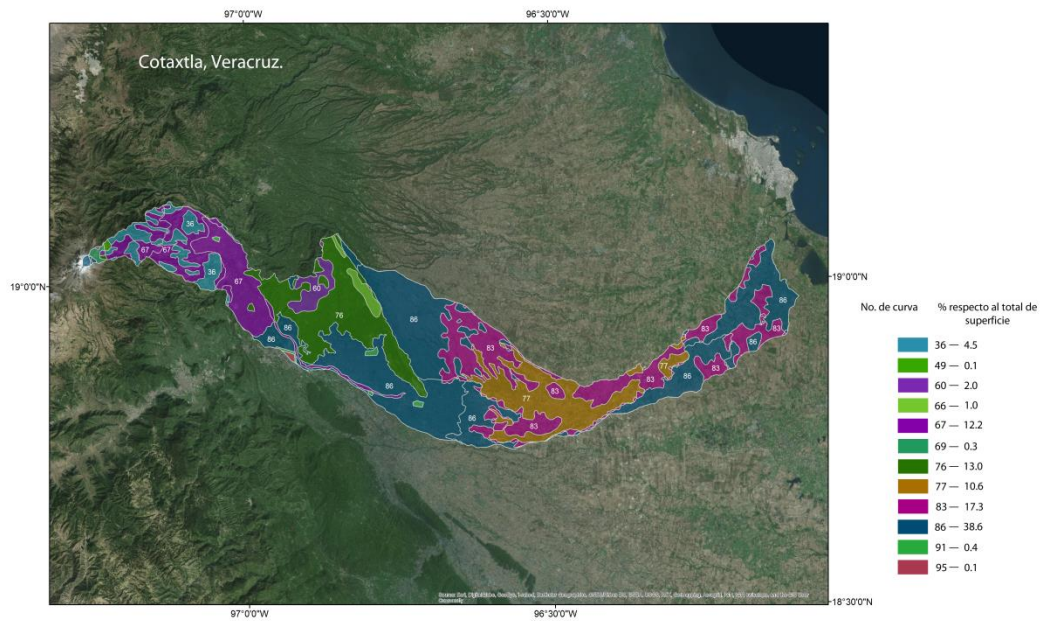 97°0'0"W
96°30'0"W
Cotaxtla, Veracruz.
36
67
67
36
67
60
76
86
86
86
86
83
77
83
83
86
83
77
83
86
83
86
83
86
19°0'0"N
19°0'0"N
No. de curva
% respecto al total de
superficie
36 — 4.5
49 — 0.1
60 — 2.0
66 — 1.0
67 — 12.2
69 — 0.3
76 — 13.0
77 — 10.6
83 — 17.3
86 — 38.6
91 — 0.4
95 — 0.1
97°0'0"W
96°30'0"W
18°30'0"N